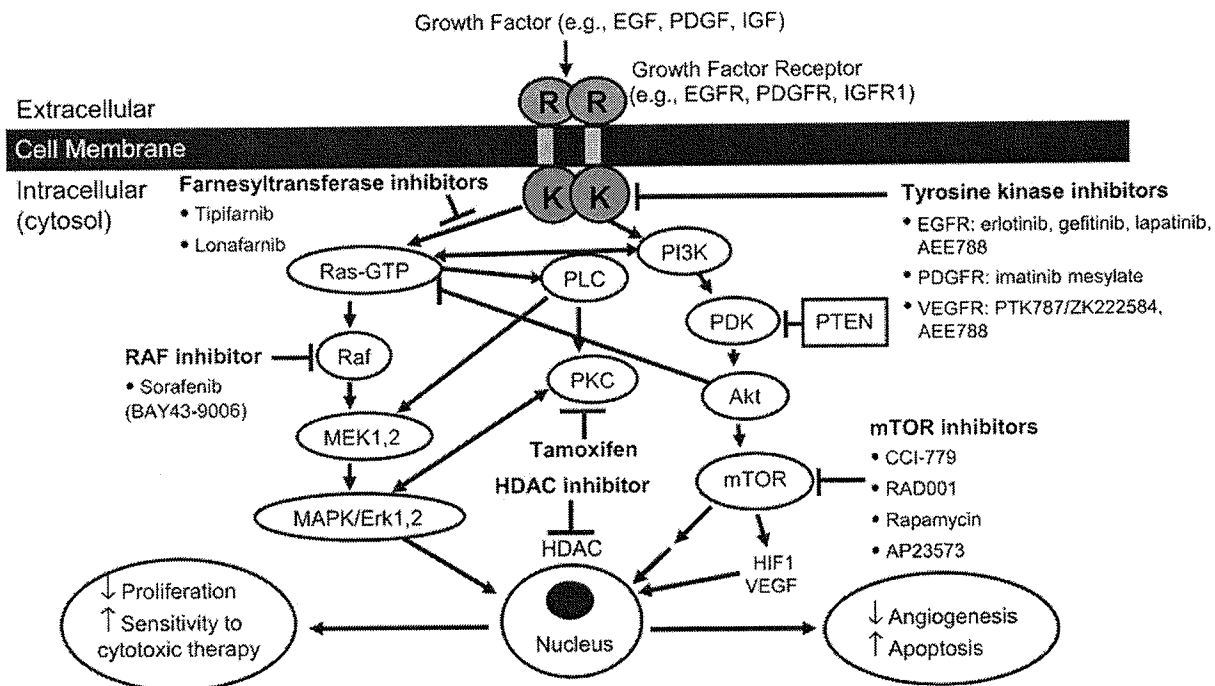 Growth Factor (e.g., EGF, PDGF, IGF)
Growth Factor Receptor
(e.g., EGFR, PDGFR, IGFR1)
R R
Extracellular
Cell Membrane
Intracellular
(cytosol)
K K
Farnesyltransferase inhibitors
• Tipifarnib
• Lonafarnib
Tyrosine kinase inhibitors
• EGFR: erlotinib, gefitinib, lapatinib,
AEE788
• PDGFR: imatinib mesylate
• VEGFR: PTK787/ZK222584,
AEE788
Ras-GTP
PLC
PI3K
PDK
PTEN
RAF inhibitor
• Sorafenib
(BAY43-9006)
Raf
PKC
Akt
MEK1,2
Tamoxifen
mTOR inhibitors
• CCI-779
• RAD001
• Rapamycin
• AP23573
mTOR
HDAC inhibitor
MAPK/Erk1,2
HDAC
HIF1
VEGF
Nucleus
↓ Proliferation
↑ Sensitivity to
cytotoxic therapy
↓ Angiogenesis
↑ Apoptosis